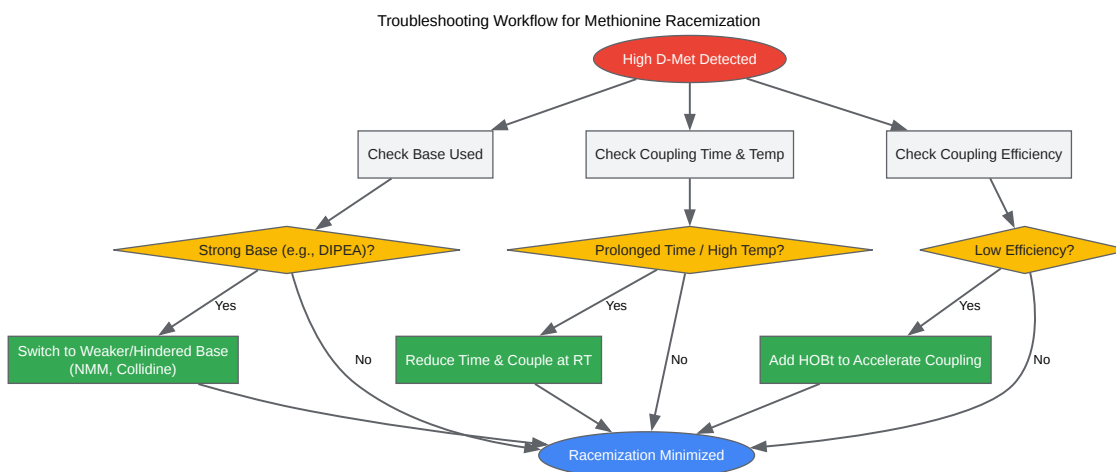 Troubleshooting Workflow for Methionine Racemization
High D-Met Detected
Check Base Used
Check Coupling Time & Temp
Check Coupling Efficiency
Strong Base (e.g., DIPEA)?
Prolonged Time / High Temp?
Low Efficiency?
Yes
Yes
Yes
Switch to Weaker/Hindered Base
(NMM, Collidine)
No
Reduce Time & Couple at RT
No
Add HOBt to Accelerate Coupling
No
Racemization Minimized